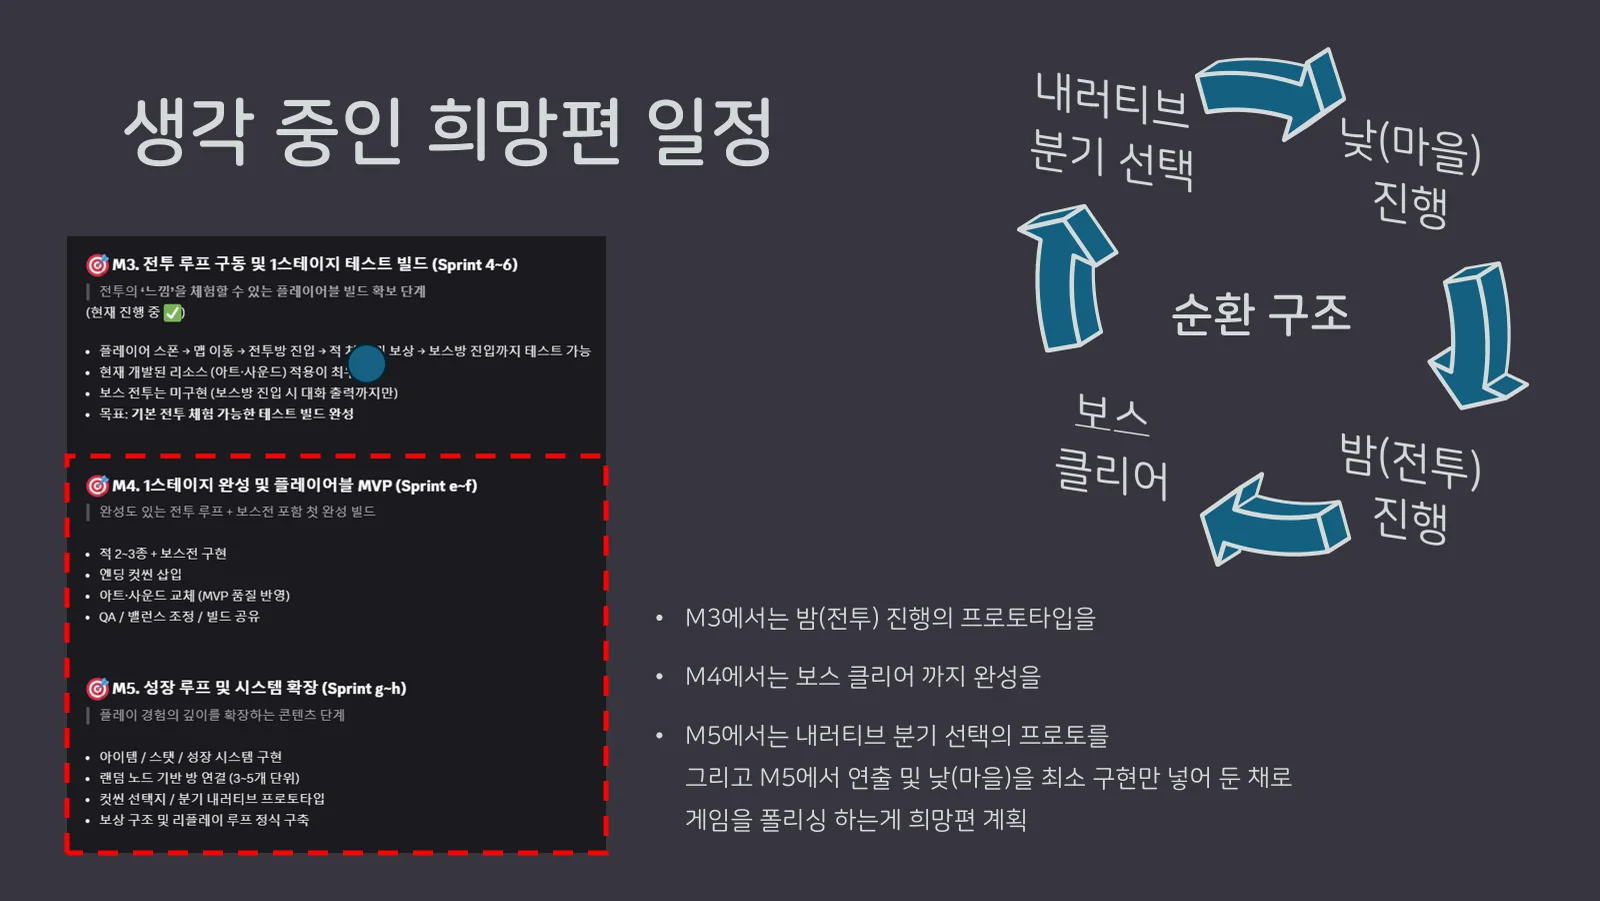 생각 중인 희망편 일정
M3. 전투 루프 구동 및 1스테이지 테스트 빌드 (Sprint 4~6)
전투의 ‘느낌’을 체험할 수 있는 플레이어블 빌드 확보 단계
(현재 진행 중 ✅)
• 플레이어 스폰 → 맵 이동 → 전투방 진입 → 적 보상 → 보스방 진입까지 테스트 가능
• 현재 개발된 리소스 (아트·사운드) 적용이
• 보스 전투는 미구현 (보스방 진입 시 대화 출력까지만)
• 목표: 기본 전투 체험 가능한 테스트 빌드 완성
M4. 1스테이지 완성 및 플레이어블 MVP (Sprint e~f)
완성도 있는 전투 루프 + 보스전 포함 첫 완성 빌드
• 적 2~3종 + 보스전 구현
• 엔딩 컷씬 삽입
• 아트·사운드 교체 (MVP 품질 반영)
• QA / 밸런스 조정 / 빌드 공유
M5. 성장 루프 및 시스템 확장 (Sprint g~h)
플레이 경험의 깊이를 확장하는 콘텐츠 단계
• 아이템 / 스탯 / 성장 시스템 구현
• 랜덤 노드 기반 방 연결 (3~5개 단위)
• 컷씬 선택지 / 분기 내러티브 프로토타입
• 보상 구조 및 리플레이 루프 정식 구축
내러티브
분기 선택
낮(마을)
진행
순환 구조
밤(전투)
진행
보스
클리어
• M3에서는 밤(전투) 진행의 프로토타입을
• M4에서는 보스 클리어 까지 완성을
• M5에서는 내러티브 분기 선택의 프로토를
그리고 M5에서 연출 및 낮(마을)을 최소 구현만 넣어 둔 채로
게임을 폴리싱 하는게 희망편 계획